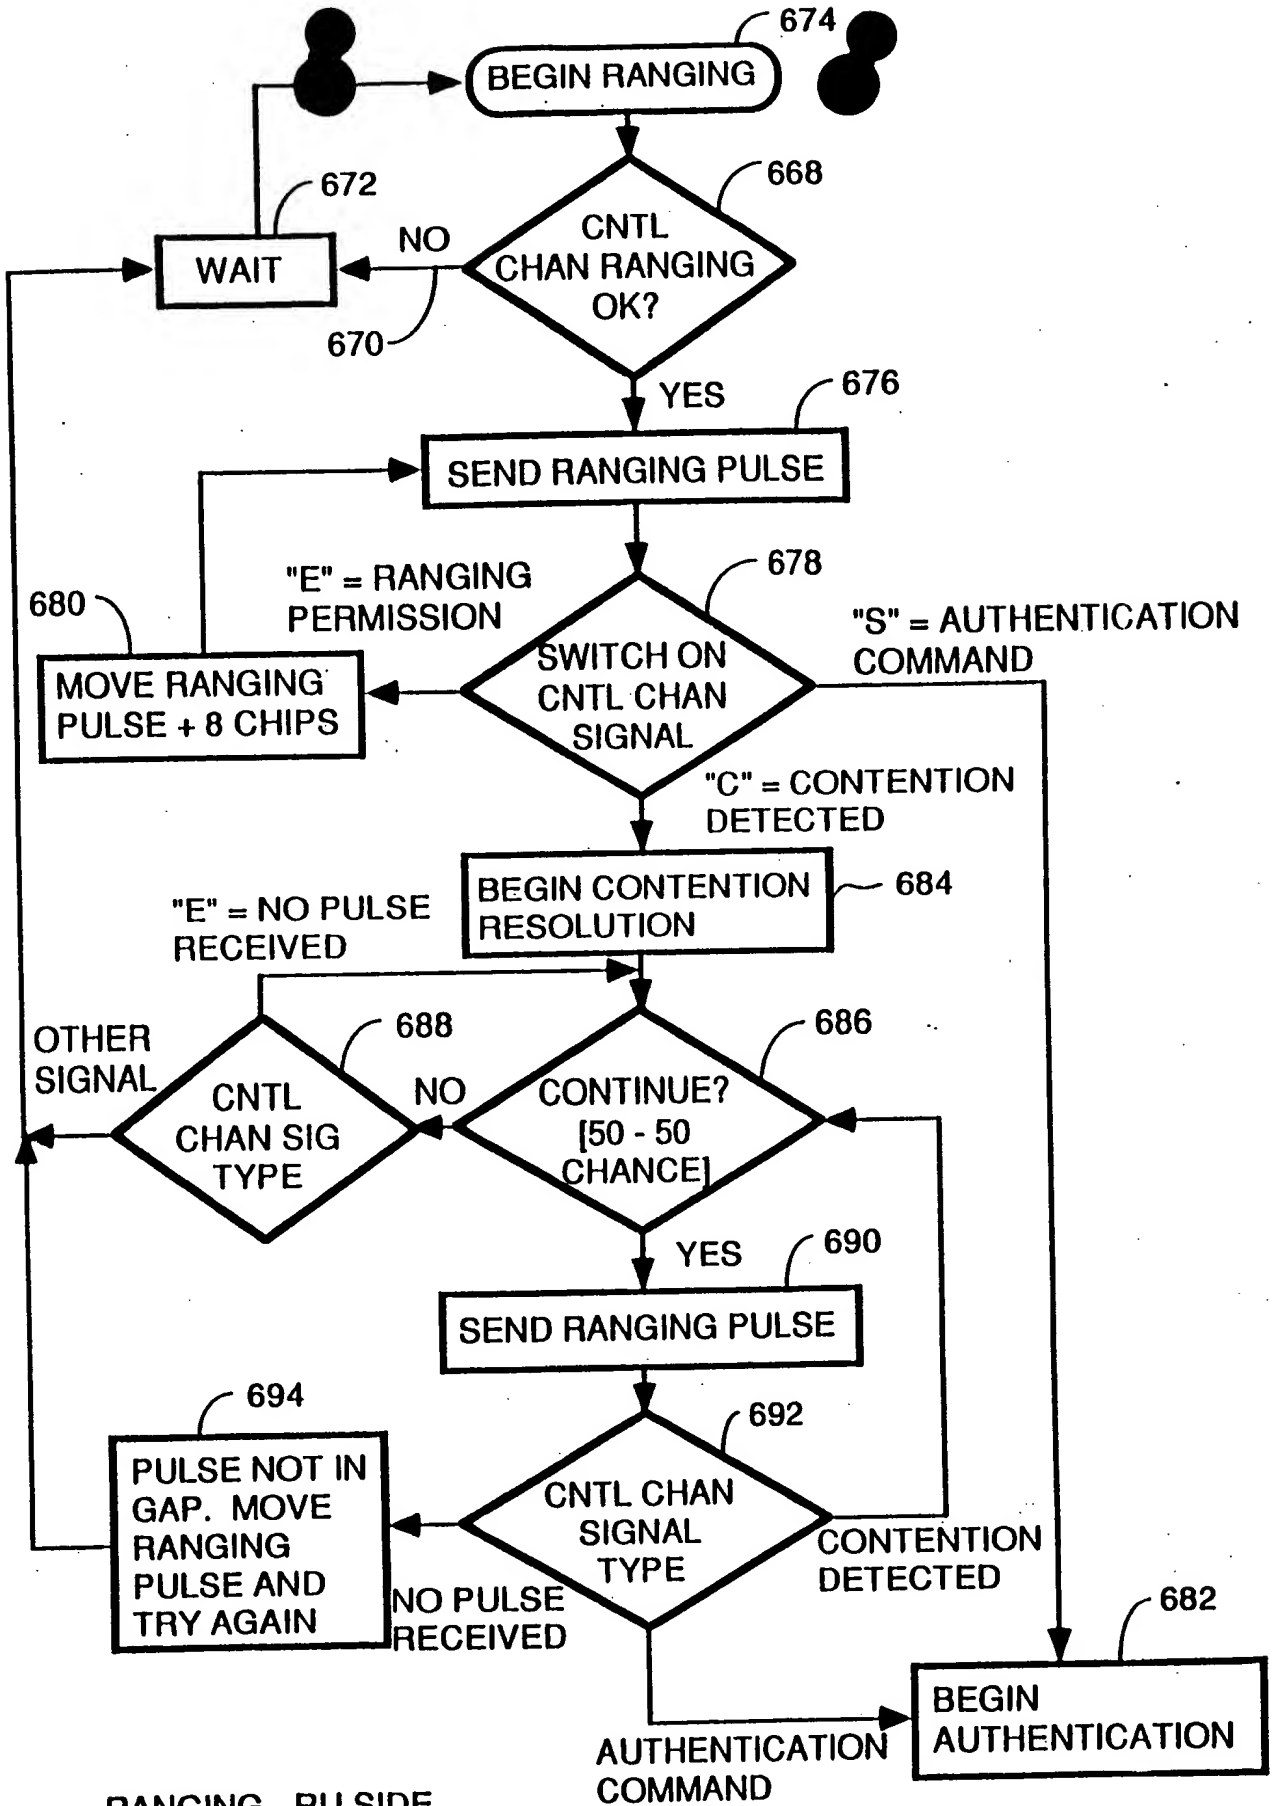 674
BEGIN RANGING
668
672
NO
CNTL
CHAN RANGING
OK?
WAIT
670
YES
676
SEND RANGING PULSE
678
"E" = RANGING
PERMISSION
680
"S" = AUTHENTICATION
COMMAND
SWITCH ON
CNTL CHAN
SIGNAL
MOVE RANGING
PULSE + 8 CHIPS
"C" = CONTENTION
DETECTED
BEGIN CONTENTION
RESOLUTION
684
"E" = NO PULSE
RECEIVED
688
686
OTHER
SIGNAL
NO
CONTINUE?
[50 - 50
CHANCE]
CNTL
CHAN SIG
TYPE
YES
690
SEND RANGING PULSE
694
692
PULSE NOT IN
GAP. MOVE
RANGING
PULSE AND
TRY AGAIN
CNTL CHAN
SIGNAL
TYPE
CONTENTION
DETECTED
NO PULSE
RECEIVED
682
BEGIN
AUTHENTICATION
AUTHENTICATION
COMMAND
RANGING RU SIDE